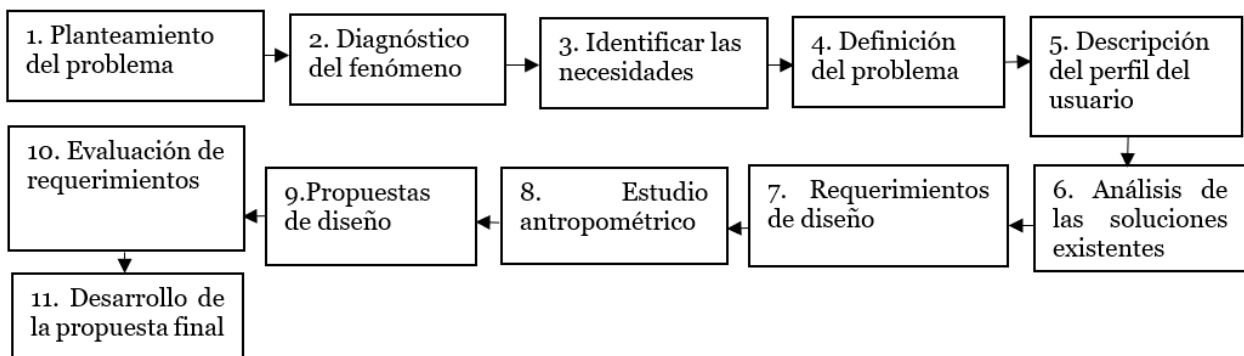 1. Planteamiento
del problema
2. Diagnóstico
del fenómeno
3. Identificar las
necesidades
4. Definición
del problema
5. Descripción
del perfil del
usuario
6. Análisis de
las soluciones
existentes
7. Requerimientos
de diseño
8. Estudio
antropométrico
9.Propuestas
de diseño
10. Evaluación de
requerimientos
11. Desarrollo de
la propuesta final